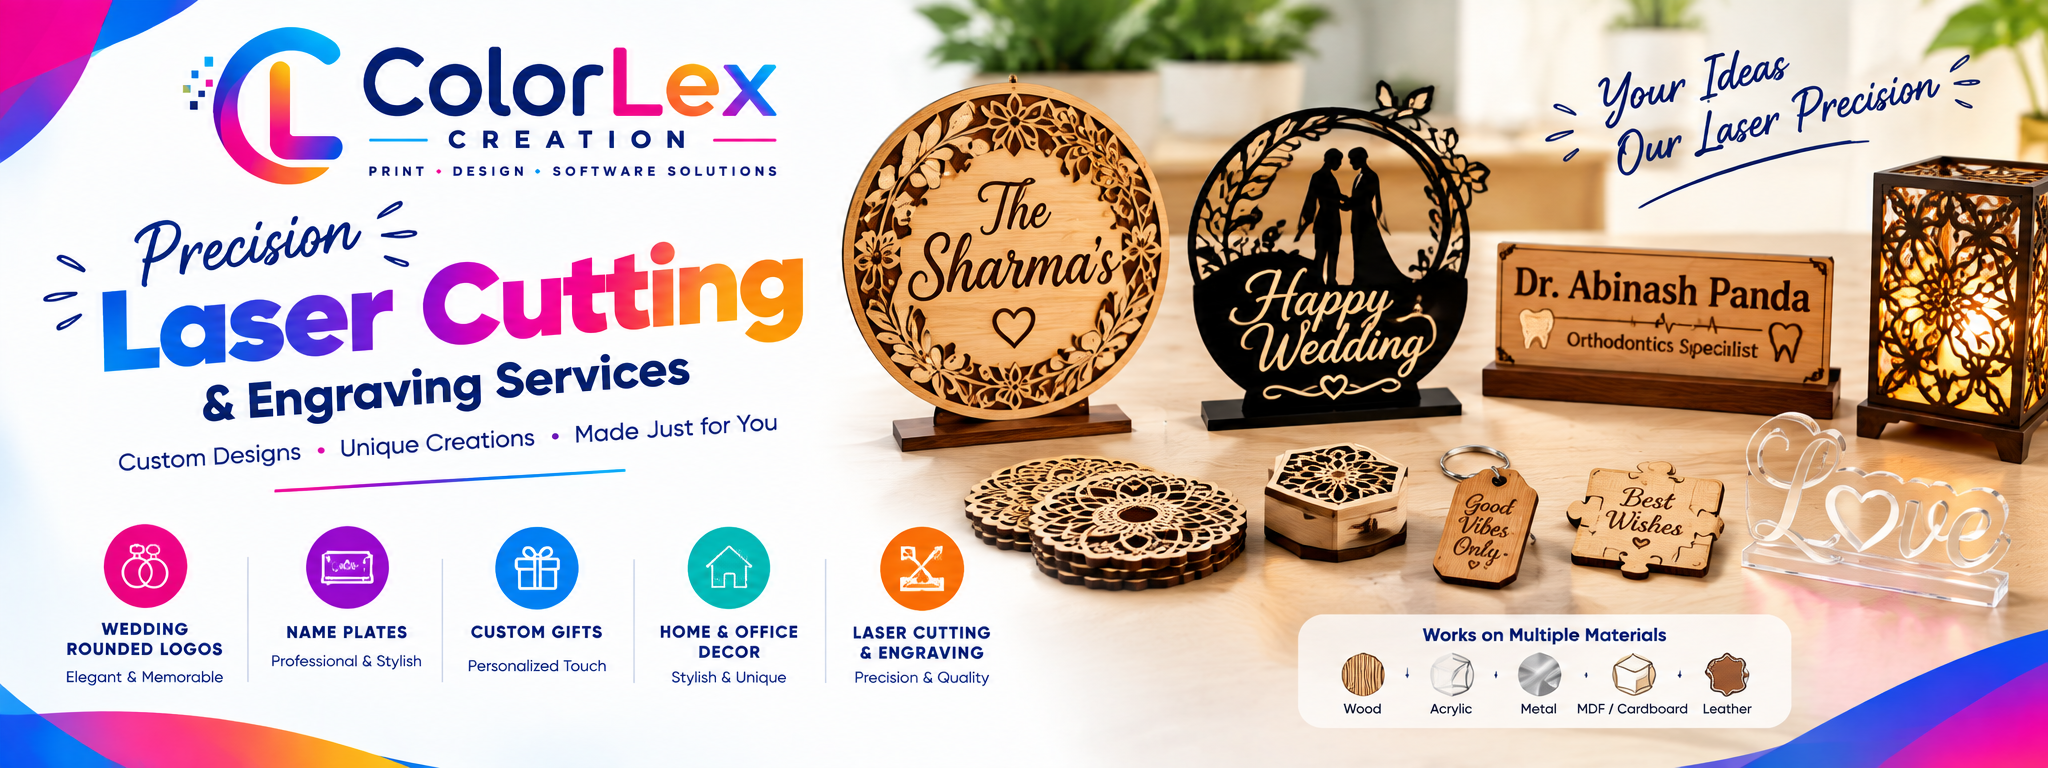 ColorLex
CREATION
PRINT • DESIGN • SOFTWARE SOLUTIONS
Precision
Laser Cutting
& Engraving Services
Custom Designs • Unique Creations • Made Just for You
WEDDING
ROUNDED LOGOS
Elegant & Memorable
NAME PLATES
Professional & Stylish
CUSTOM GIFTS
Personalized Touch
HOME & OFFICE
DECOR
Stylish & Unique
LASER CUTTING
& ENGRAVING
Precision & Quality
Your Ideas
Our Laser Precision
The
Sharma's
Happy
Wedding
Dr. Abinash Panda
Orthodontics Specilist
Good
Vibes
Only
Best
Wishes
Love
Works on Multiple Materials
Wood
Acrylic
Metal
MDF / Cardboard
Leather